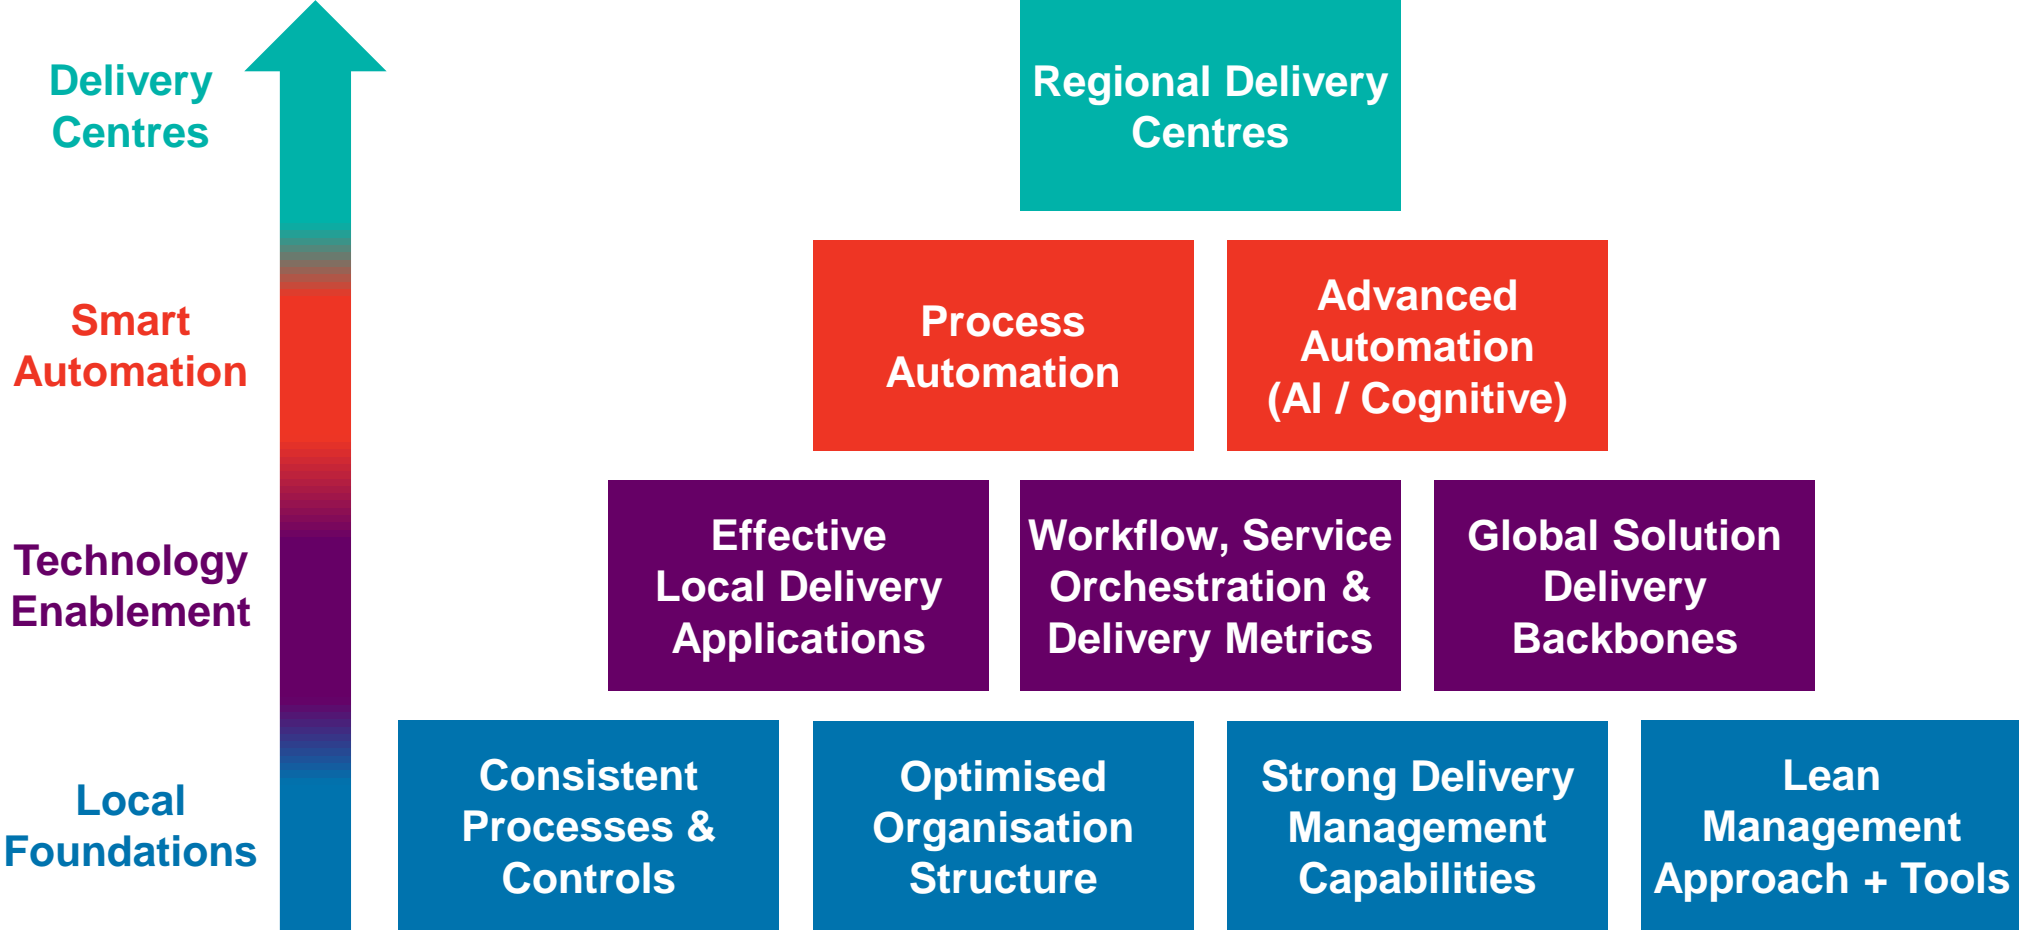 Delivery
Centres
Regional Delivery
Centres
Smart
Automation
Process
Automation
Advanced
Automation
(AI / Cognitive)
Technology
Enablement
Effective
Local Delivery
Applications
Workflow, Service
Orchestration &
Delivery Metrics
Global Solution
Delivery
Backbones
Local
Foundations
Consistent
Processes &
Controls
Optimised
Organisation
Structure
Strong Delivery
Management
Capabilities
Lean
Management
Approach + Tools